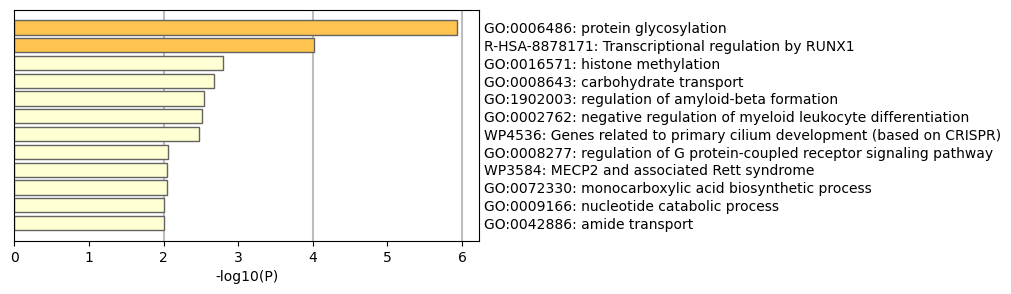 GO:0006486: protein glycosylation
R-HSA-8878171: Transcriptional regulation by RUNX1
GO:0016571: histone methylation
GO:0008643: carbohydrate transport
GO:1902003: regulation of amyloid-beta formation
GO:0002762: negative regulation of myeloid leukocyte differentiation
WP4536: Genes related to primary cilium development (based on CRISPR)
GO:0008277: regulation of G protein-coupled receptor signaling pathway
WP3584: MECP2 and associated Rett syndrome
GO:0072330: monocarboxylic acid biosynthetic process
GO:0009166: nucleotide catabolic process
GO:0042886: amide transport
0 1 2 3 4 5 6
-log10(P)